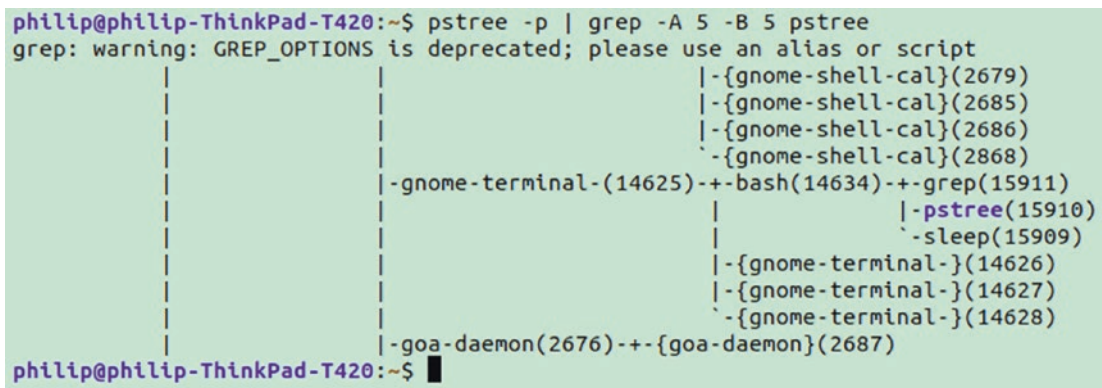 philip@philip-ThinkPad-T420:~$ pstree -p | grep -A 5 -B 5 pstree
grep: warning: GREP_OPTIONS is deprecated; please use an alias or script
           |               |                       |-{gnome-shell-cal}(2679)
           |               |                       |-{gnome-shell-cal}(2685)
           |               |                       |-{gnome-shell-cal}(2686)
           |               |                       `-{gnome-shell-cal}(2868)
           |               |-gnome-terminal-(14625)-+-bash(14634)-+-grep(15911)
           |               |                        |             |-pstree(15910)
           |               |                        |             `-sleep(15909)
           |               |                        |-{gnome-terminal-}(14626)
           |               |                        |-{gnome-terminal-}(14627)
           |               |                        `-{gnome-terminal-}(14628)
           |               |-goa-daemon(2676)-+-{goa-daemon}(2687)
philip@philip-ThinkPad-T420:~$